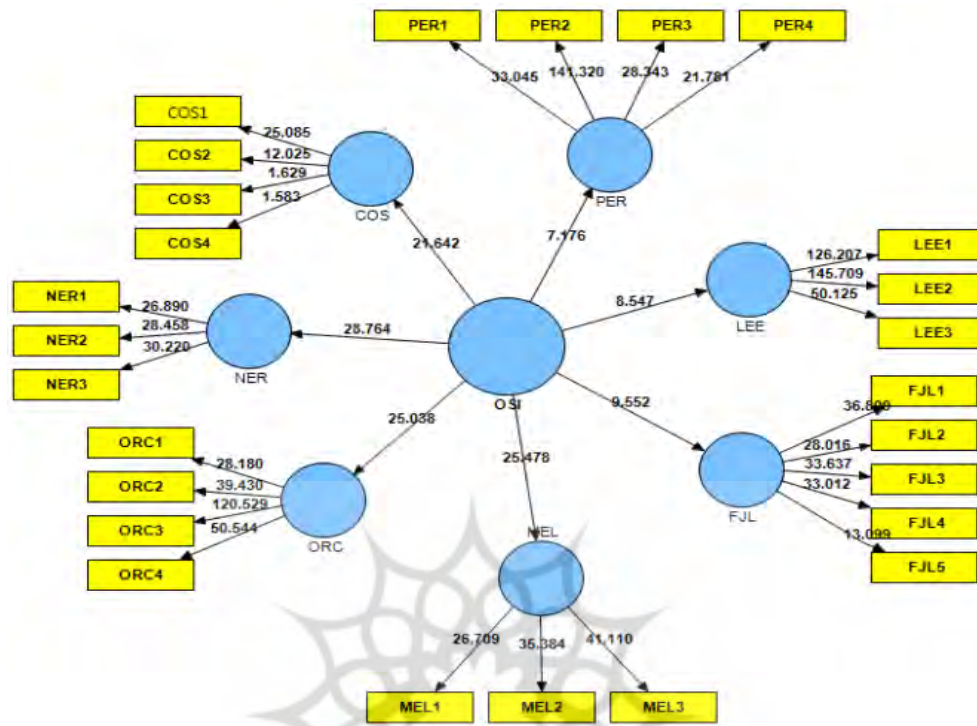 PER1 PER2 PER3 PER4
33.045 141.320 28.343 21.781
PER
COS1
COS2
COS3
COS4
25.085
12.025
1.629
1.583
COS
21.642
7.176
LEE1
LEE2
LEE3
126.207
145.709
50.125
LEE
8.547
NER1
NER2
NER3
26.890
28.458
30.220
NER
28.764
OSI
9.552
FJL1
FJL2
FJL3
FJL4
FJL5
28.016
33.637
33.012
13.099
FJL
25.038
25.478
ORC1
ORC2
ORC3
ORC4
28.180
39.430
120.529
50.544
ORC
MEL
26.709 35.384 41.110
MEL1 MEL2 MEL3